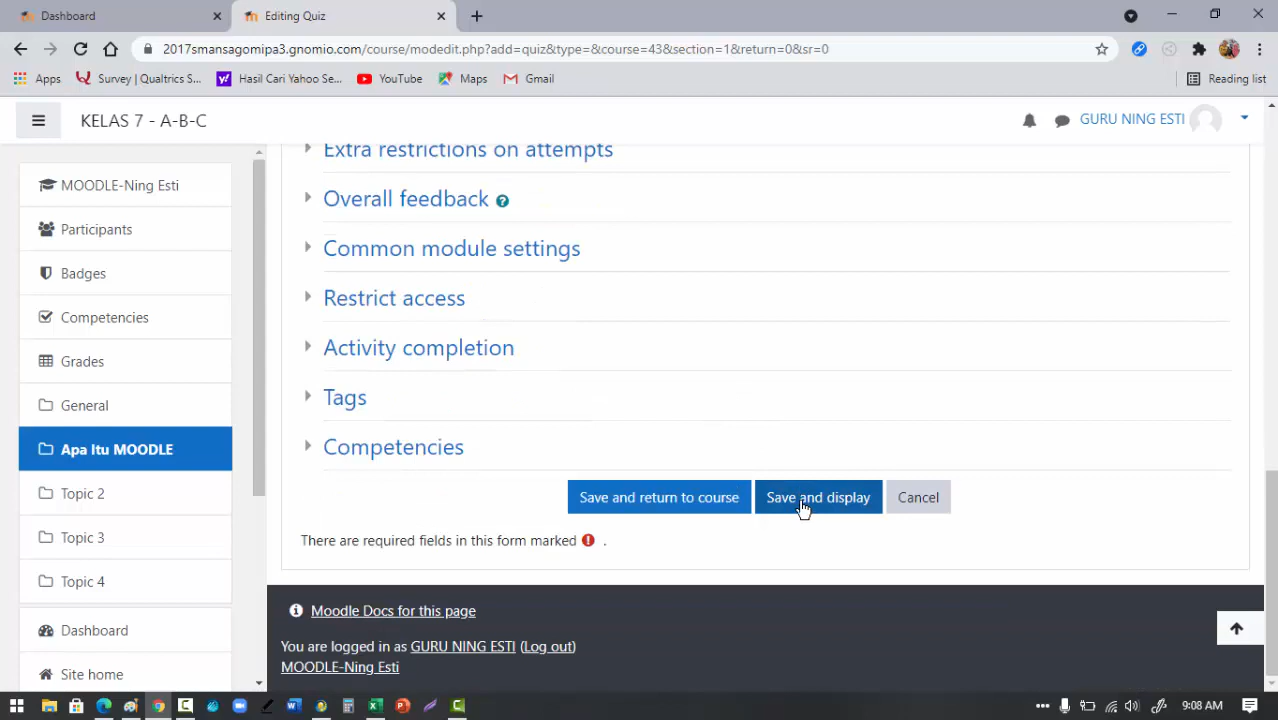 Dashboard
Editing Quiz
2017smansagomipa3.gnomio.com/course/modedit.php?add=quiz&type=&course=43&section=1&return=0&sr=0
Apps
Survey | Qualtrics S...
Hasil Cari Yahoo Se...
YouTube
Maps
Gmail
Reading list
KELAS 7 - A-B-C
GURU NING ESTI
MOODLE-Ning Esti
Participants
Badges
Competencies
Grades
General
Apa Itu MOODLE
Topic 2
Topic 3
Topic 4
Dashboard
Site home
Extra restrictions on attempts
Overall feedback
Common module settings
Restrict access
Activity completion
Tags
Competencies
Save and return to course
Save and display
Cancel
There are required fields in this form marked .
Moodle Docs for this page
You are logged in as GURU NING ESTI (Log out)
MOODLE-Ning Esti
9:08 AM